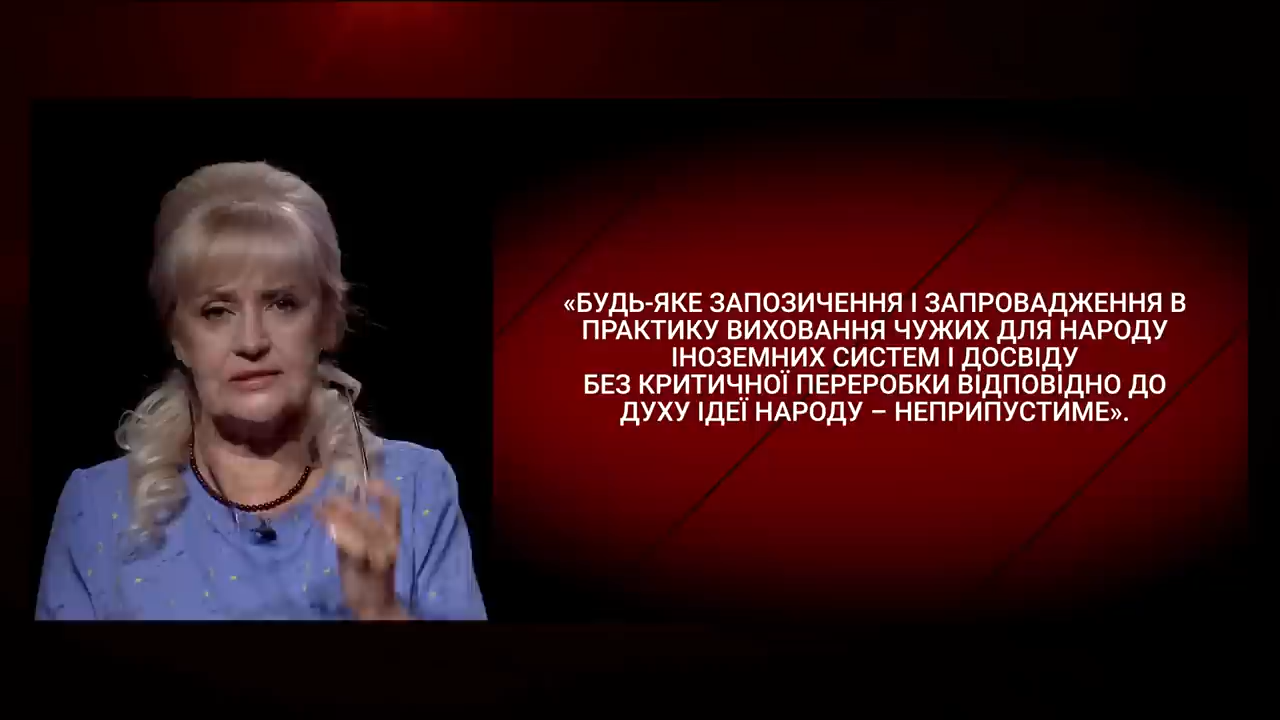 «БУДЬ-ЯКЕ ЗАПОЗИЧЕННЯ І ЗАПРОВАДЖЕННЯ В
ПРАКТИКУ ВИХОВАННЯ ЧУЖИХ ДЛЯ НАРОДУ
ІНОЗЕМНИХ СИСТЕМ І ДОСВІДУ
БЕЗ КРИТИЧНОЇ ПЕРЕРОБКИ ВІДПОВІДНО ДО
ДУХУ ІДЕЇ НАРОДУ – НЕПРИПУСТИМЕ».